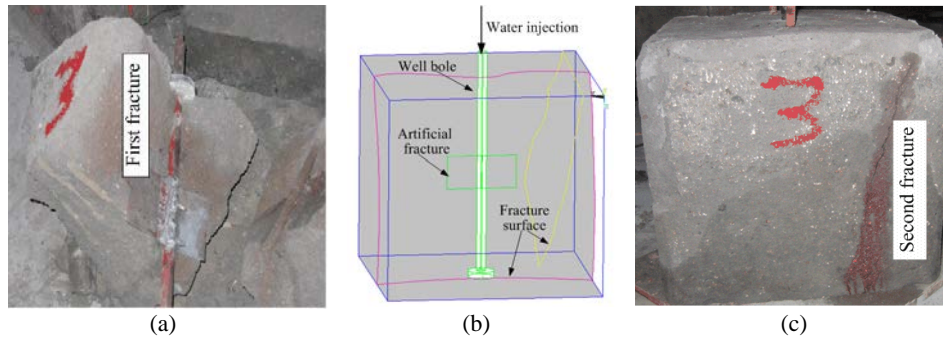 3
First fracture
(a)
Water injection
Well bole
Artificial
fracture
Fracture
surface
(b)
3
Second fracture
(c)